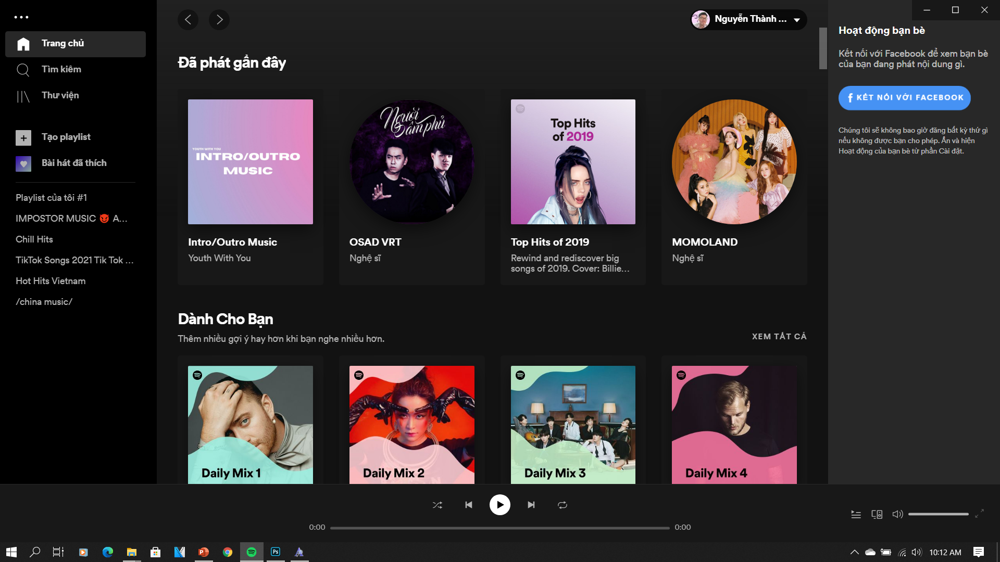 Trang chủ
Tìm kiếm
Thư viện
Tạo playlist
Bài hát đã thích
Playlist của tôi #1
IMPOSTOR MUSIC 😈 A...
Chill Hits
TikTok Songs 2021 Tik Tok ...
Hot Hits Vietnam
/china music/
Nguyễn Thành ...
Đã phát gần đây
YOUTH WITH YOU
INTRO/OUTRO
MUSIC
Intro/Outro Music
Youth With You
Người
âm phủ
OSAD VRT
Nghệ sĩ
Top Hits
of 2019
Top Hits of 2019
Rewind and rediscover big
songs of 2019. Cover: Billie...
MOMOLAND
Nghệ sĩ
Dành Cho Bạn
Thêm nhiều gợi ý hay hơn khi bạn nghe nhiều hơn.
XEM TẤT CẢ
Daily Mix 1
Daily Mix 2
Daily Mix 3
Daily Mix 4
Hoạt động bạn bè
Kết nối với Facebook để xem bạn bè
của bạn đang phát nội dung gì.
f KẾT NỐI VỚI FACEBOOK
Chúng tôi sẽ không bao giờ đăng bất kỳ thứ gì
nếu không được bạn cho phép. Ẩn và hiện
Hoạt động của bạn bè từ phần Cài đặt.
0:00
0:00
Ps
10:12 AM